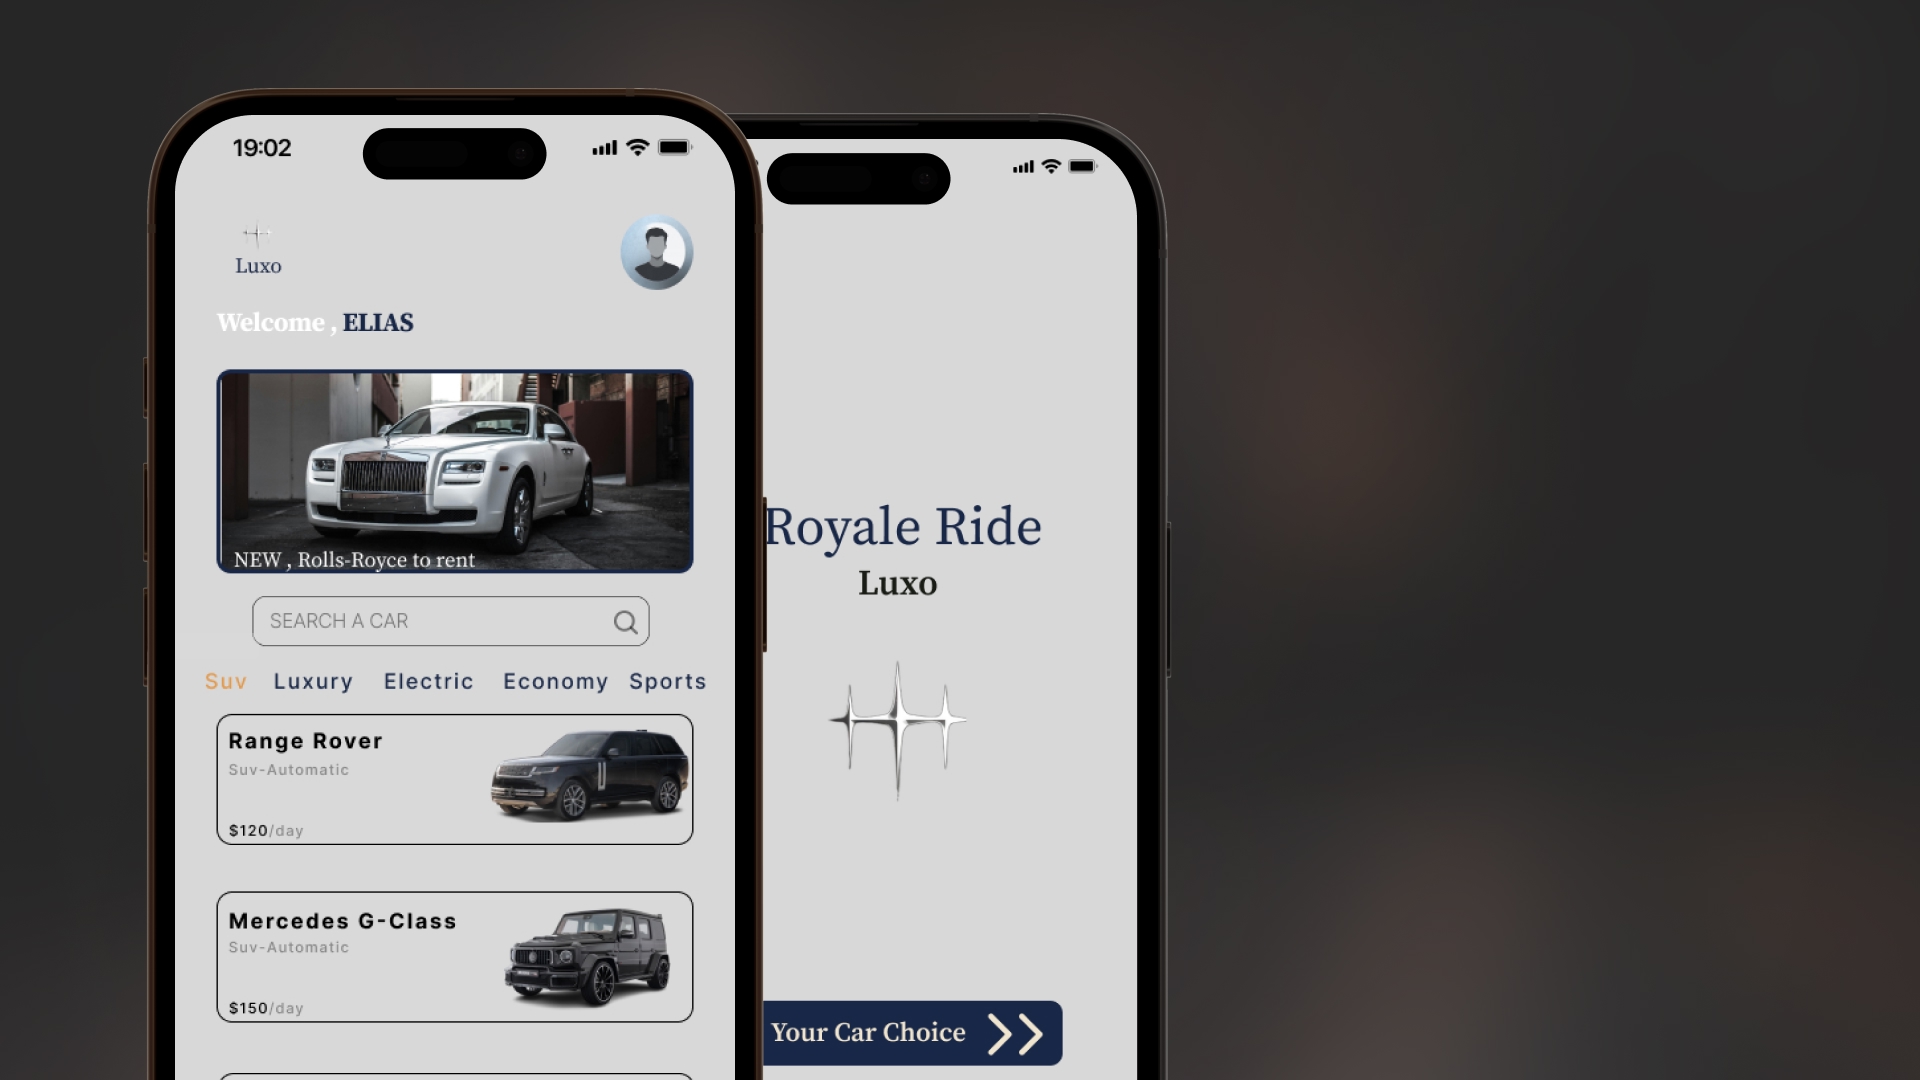 19:02
Luxo
Welcome , ELIAS
NEW , Rolls-Royce to rent
SEARCH A CAR
Suv Luxury Electric Economy Sports
Range Rover
Suv-Automatic
$120/day
Mercedes G-Class
Suv-Automatic
$150/day
Royale Ride
Luxo
Your Car Choice